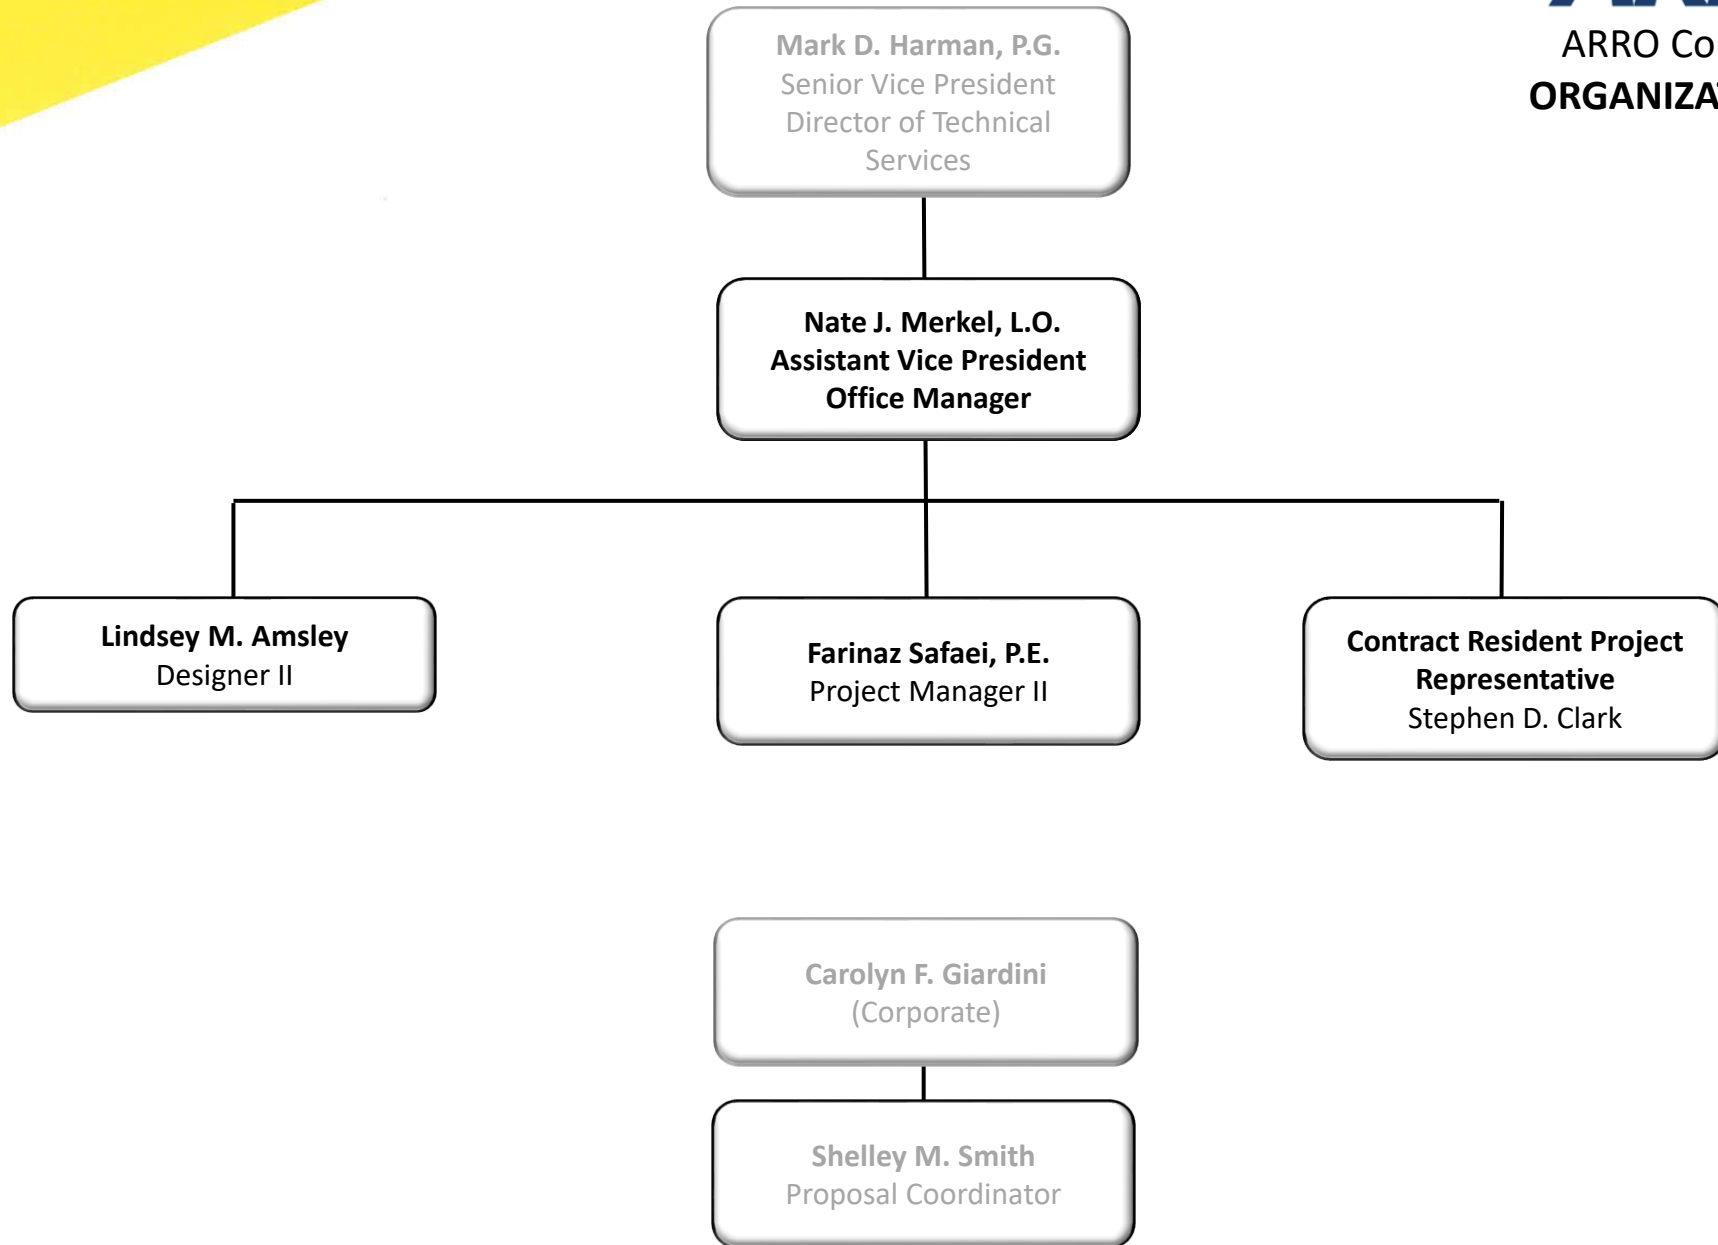 Mark D. Harman, P.G.
Senior Vice President
Director of Technical
Services
ARRO
Nate J. Merkel, L.O.
Assistant Vice President
Office Manager
Lindsey M. Amsley
Designer II
Farinaz Safaei, P.E.
Project Manager II
Contract Resident Project
Representative
Stephen D. Clark
Carolyn F. Giardini
(Corporate)
Shelley M. Smith
Proposal Coordinator